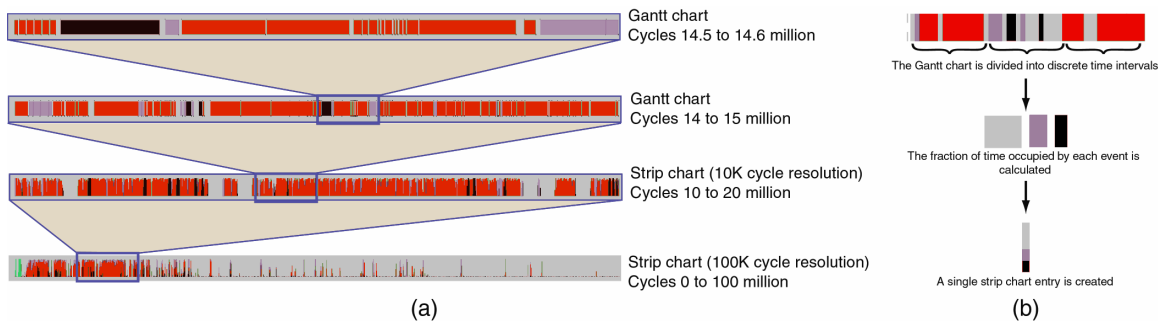 Gantt chart
Cycles 14.5 to 14.6 million
Gantt chart
Cycles 14 to 15 million
Strip chart (10K cycle resolution)
Cycles 10 to 20 million
Strip chart (100K cycle resolution)
Cycles 0 to 100 million
(a)
The Gantt chart is divided into discrete time intervals
The fraction of time occupied by each event is
calculated
A single strip chart entry is created
(b)